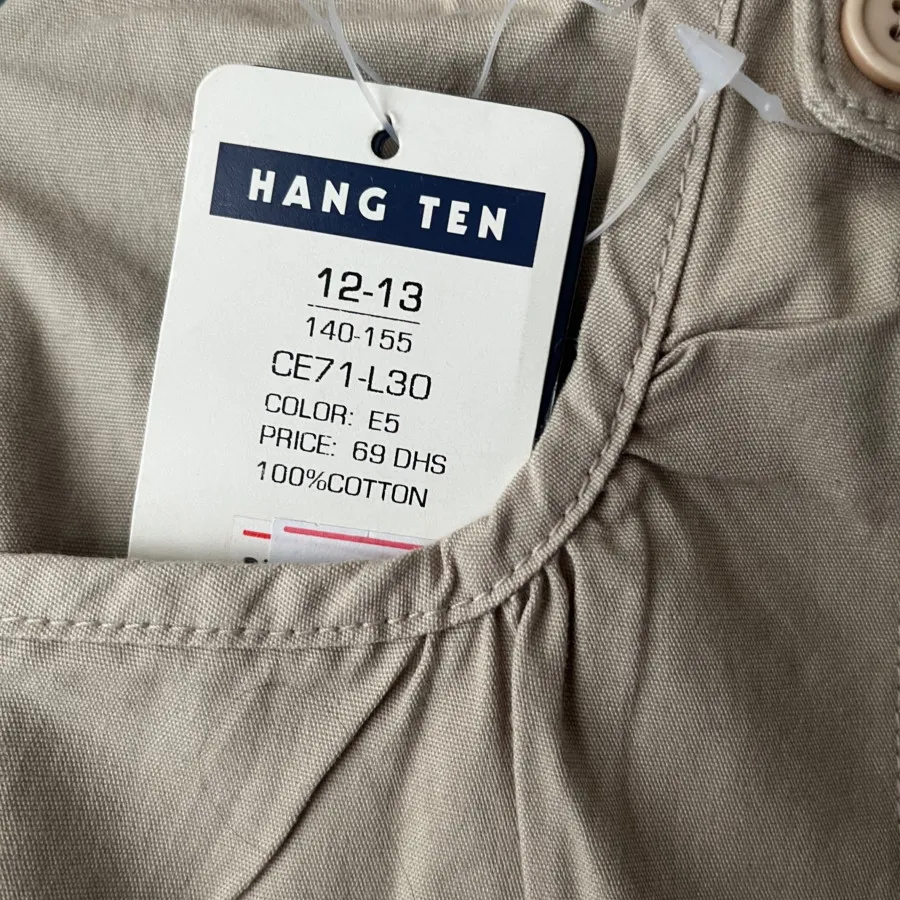 HANG TEN
12-13
140-155
CE71-L30
COLOR: E5
PRICE: 69 DHS
100%COTTON